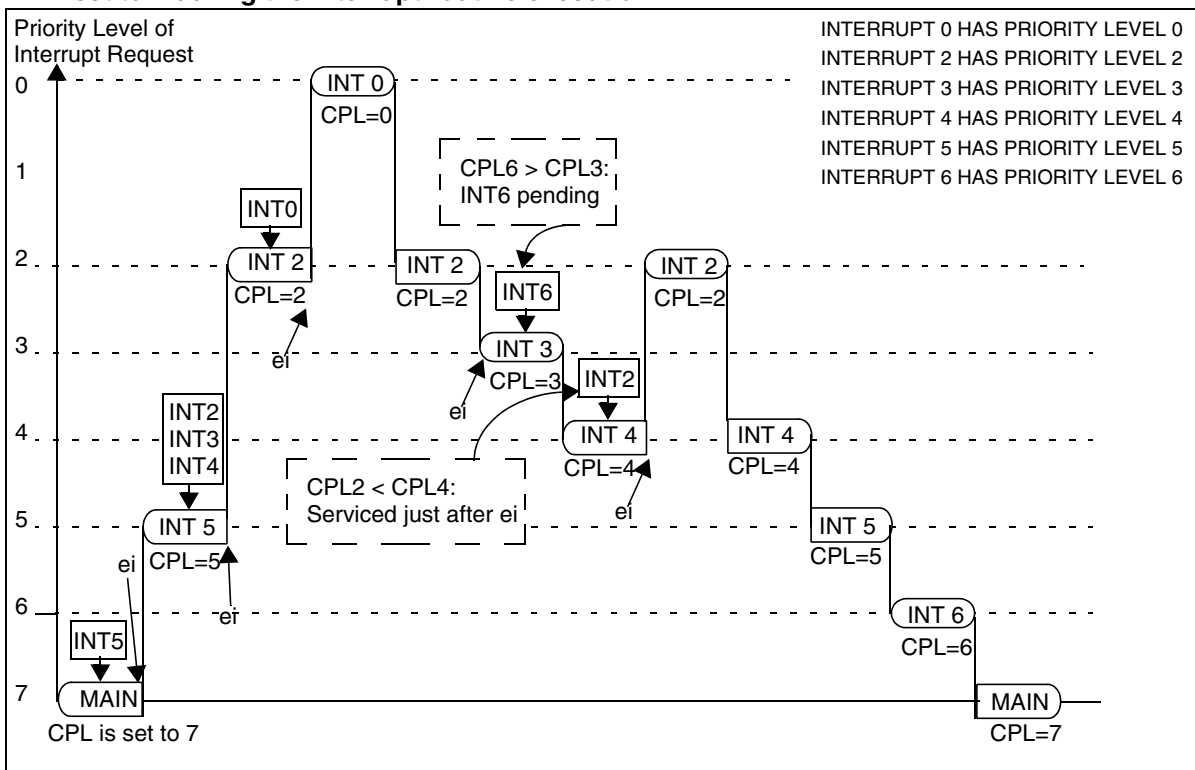 Priority Level of
Interrupt Request
INTERRUPT 0 HAS PRIORITY LEVEL 0
INTERRUPT 2 HAS PRIORITY LEVEL 2
INTERRUPT 3 HAS PRIORITY LEVEL 3
INTERRUPT 4 HAS PRIORITY LEVEL 4
INTERRUPT 5 HAS PRIORITY LEVEL 5
INTERRUPT 6 HAS PRIORITY LEVEL 6
0
INT 0
CPL=0
1
CPL6 > CPL3:
INT6 pending
INT0
2
INT 2
CPL=2
INT 2
CPL=2
INT 2
CPL=2
INT6
ei
3
INT 3
CPL=3
ei
INT2
INT2
INT3
INT4
4
INT 4
CPL=4
INT 4
CPL=4
CPL2 < CPL4:
Serviced just after ei
ei
5
INT 5
CPL=5
INT 5
CPL=5
ei
ei
6
INT 6
CPL=6
INT5
7
MAIN
CPL is set to 7
MAIN
CPL=7